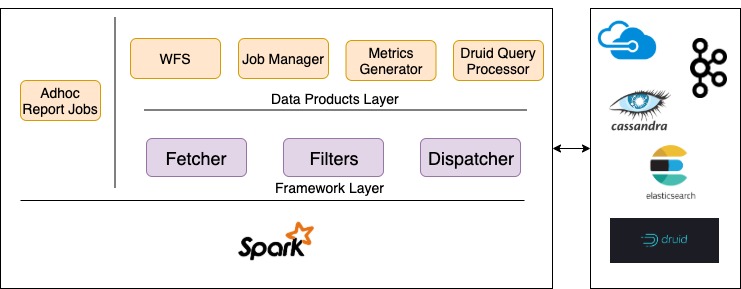 WFS
Job Manager
Metrics
Generator
Druid Query
Processor
Adhoc
Report Jobs
Data Products Layer
Fetcher
Filters
Dispatcher
Framework Layer
Spark
cassandra
elasticsearch
druid